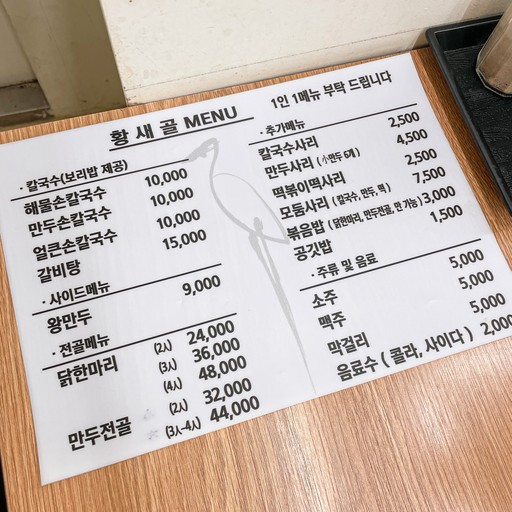 황새골 MENU
1인 1메뉴 부탁 드립니다
· 칼국수(보리밥 제공)
해물손칼국수 10,000
만두손칼국수 10,000
얼큰손칼국수 10,000
갈비탕 15,000
· 사이드메뉴
왕만두 9,000
· 전골메뉴
닭한마리 (2人) 24,000
(3人) 36,000
(4人) 48,000
만두전골 (2人) 32,000
(3人-4人) 44,000
· 추가메뉴
칼국수사리 2,500
만두사리 (小만두 6개) 4,500
떡볶이떡사리 2,500
모둠사리 (칼국수, 만두, 떡) 7,500
볶음밥 (닭한마리, 만두전골, 만 가능) 3,000
공깃밥 1,500
· 주류 및 음료
소주 5,000
맥주 5,000
막걸리 5,000
음료수 ( 콜라, 사이다 ) 2,000